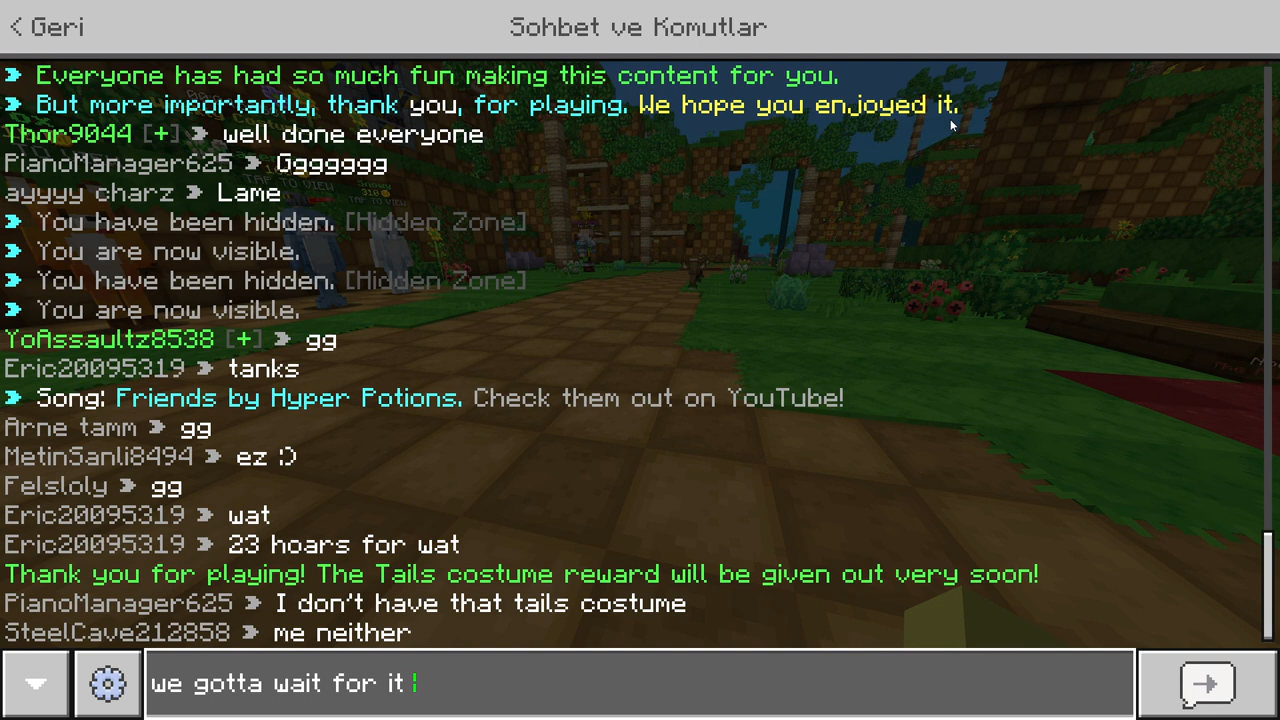 Geri
Sohbet ve Komutlar
Everyone has had so much fun making this content for you.
But more importantly, thank you, for playing. We hope you enjoyed it.
Thor9044 [+] » well done everyone
PianoManager625 » Ggggggg
ayyyy charz » Lame
You have been hidden. [Hidden Zone]
You are now visible.
You have been hidden. [Hidden Zone]
You are now visible.
YoAssaultz8538 [+] » gg
Eric20095319 » tanks
Song: Friends by Hyper Potions. Check them out on YouTube!
Arne tamm » gg
MetinSanli8494 » ez :)
Felsloly » gg
Eric20095319 » wat
Eric20095319 » 23 hoars for wat
Thank you for playing! The Tails costume reward will be given out very soon!
PianoManager625 » I don't have that tails costume
SteelCave212858 » me neither
we gotta wait for it